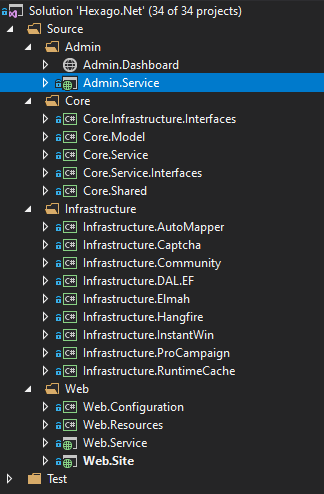 Solution 'Hexago.Net' (34 of 34 projects)
Source
Admin
Admin.Dashboard
Admin.Service
Core
C# Core.Infrastructure.Interfaces
C# Core.Model
C# Core.Service
C# Core.Service.Interfaces
C# Core.Shared
Infrastructure
C# Infrastructure.AutoMapper
C# Infrastructure.Captcha
C# Infrastructure.Community
C# Infrastructure.DAL.EF
C# Infrastructure.Elmah
C# Infrastructure.Hangfire
C# Infrastructure.InstantWin
C# Infrastructure.ProCampaign
C# Infrastructure.RuntimeCache
Web
C# Web.Configuration
C# Web.Resources
Web.Service
Web.Site
Test